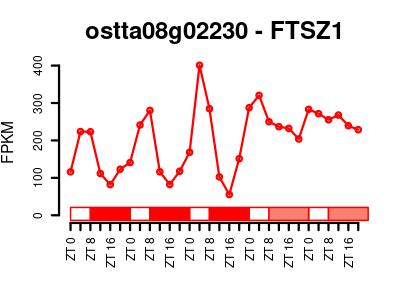 ostta08g02230 - FTSZ1
FPKM
400
300
200
100
0
ZT 0
ZT 8
ZT 16
ZT 0
ZT 8
ZT 16
ZT 0
ZT 8
ZT 16
ZT 0
ZT 8
ZT 16
ZT 0
ZT 8
ZT 16